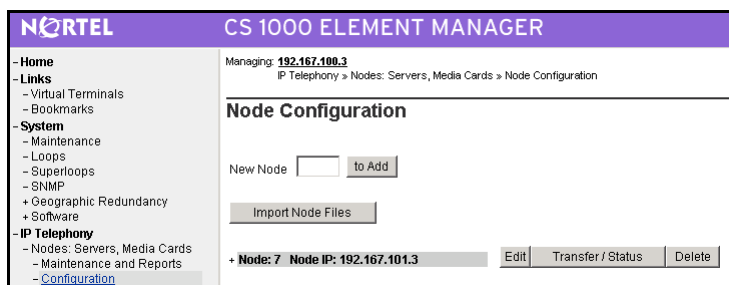 NORTEL
CS 1000 ELEMENT MANAGER
- Home
- Links
- Virtual Terminals
- Bookmarks
- System
- Maintenance
- Loops
- Superloops
- SNMP
+ Geographic Redundancy
+ Software
- IP Telephony
- Nodes: Servers, Media Cards
- Maintenance and Reports
- Configuration
Managing: 192.167.100.3
IP Telephony » Nodes: Servers, Media Cards » Node Configuration
Node Configuration
New Node to Add
Import Node Files
+ Node: 7 Node IP: 192.167.101.3 Edit Transfer / Status Delete